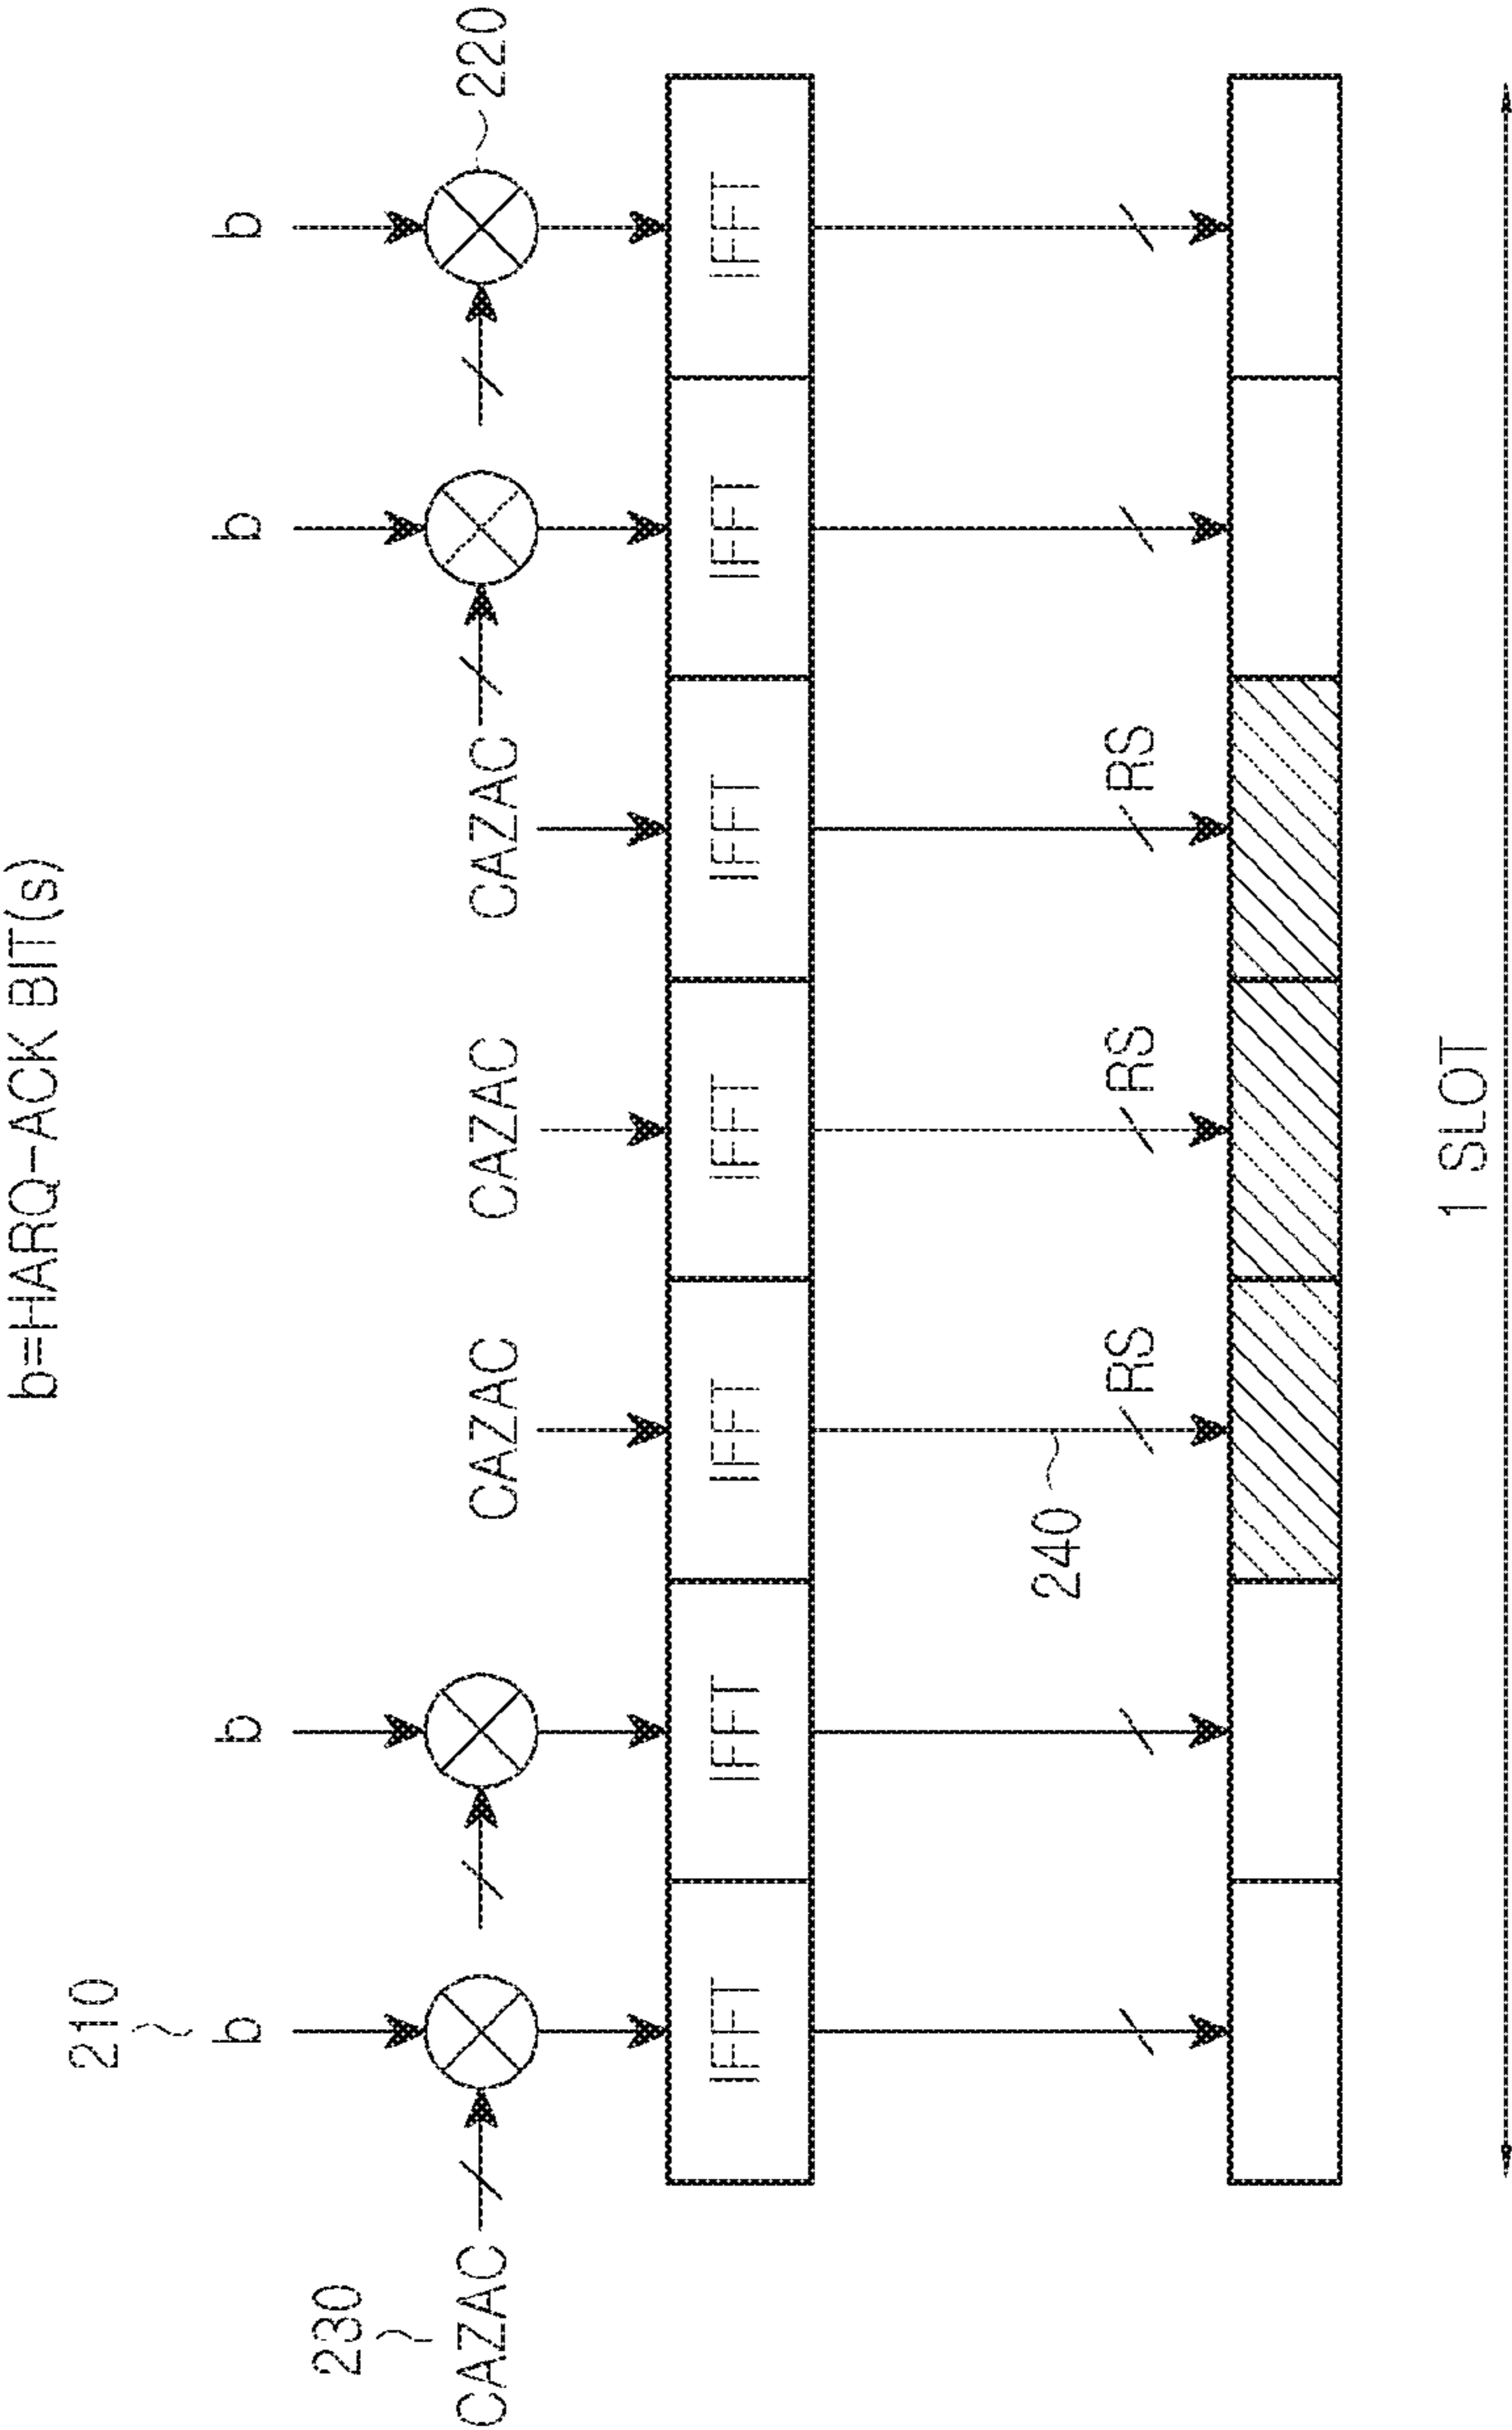 b=HARQ-ACK BIT(s)
210
b b b b
220
230
CAZAC CAZAC CAZAC CAZAC
IFFT IFFT IFFT IFFT IFFT IFFT IFFT
240
RS RS RS
1 SLOT